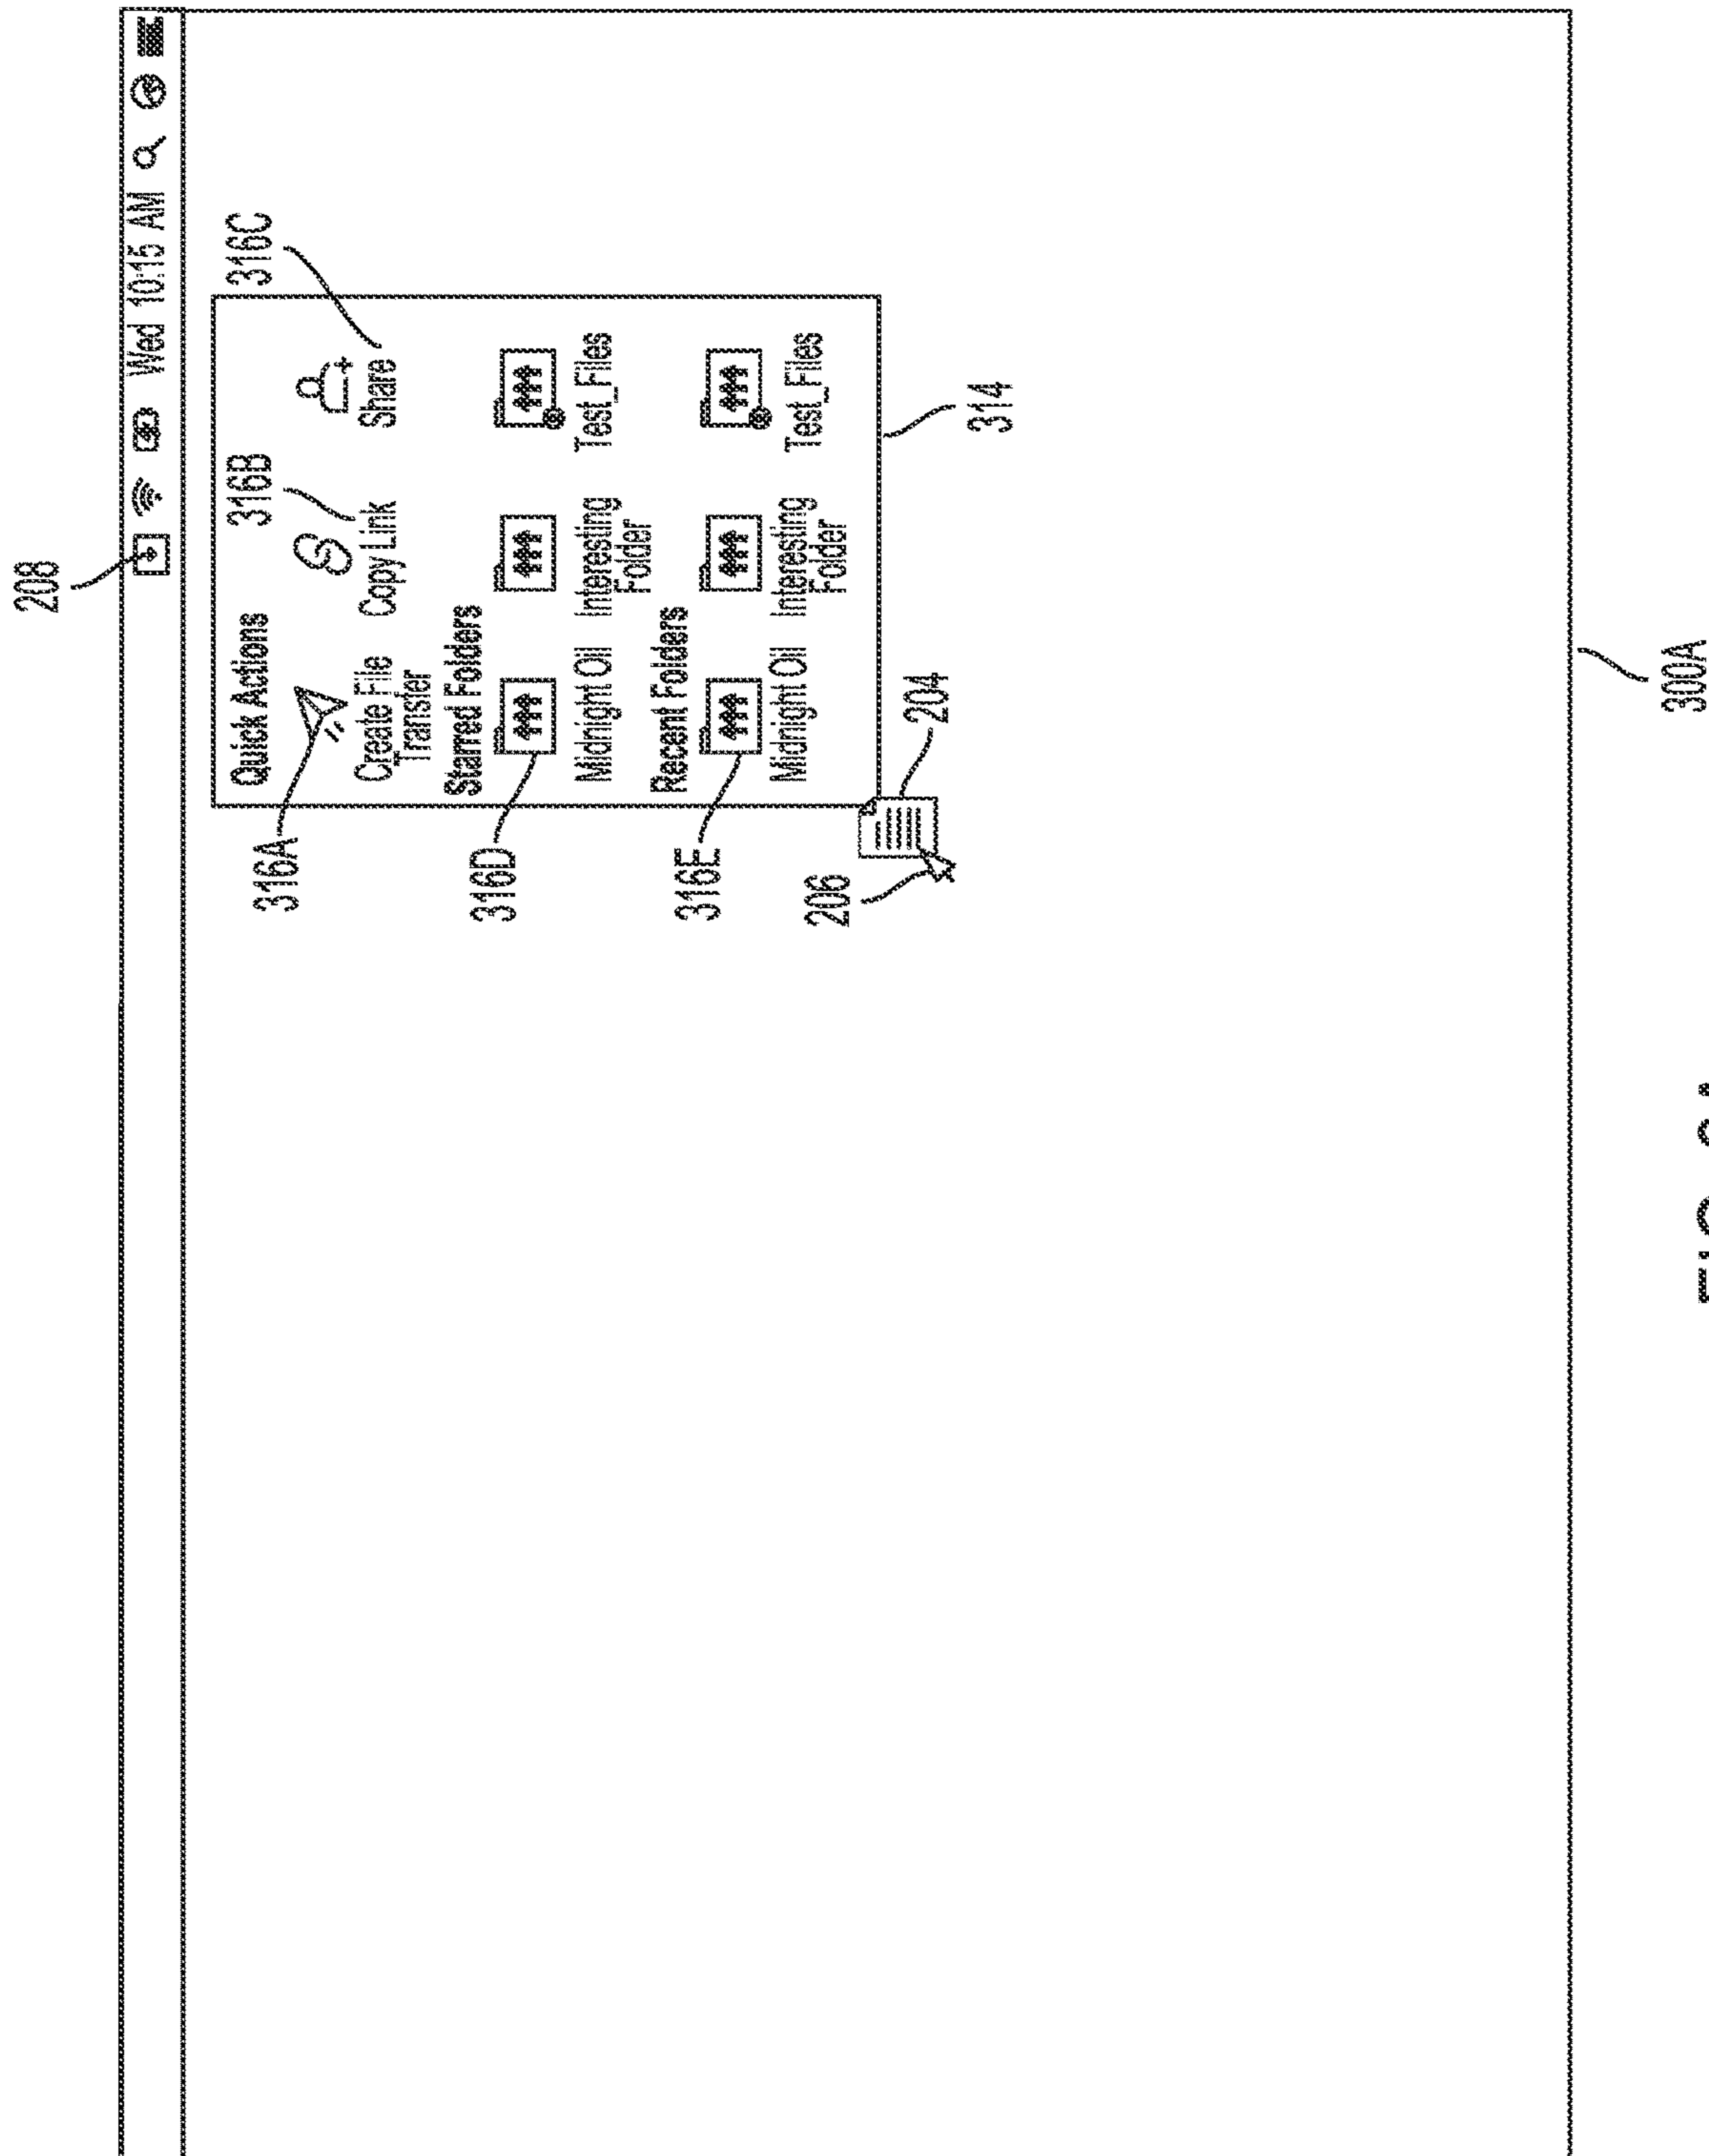 208
Wed 10:15 AM
316B
316C
Quick Actions
316A
Create File
Transfer
Copy Link
Share
Starred Folders
316D
Midnight Oil
Interesting
Folder
Test_Files
Recent Folders
316E
Midnight Oil
Interesting
Folder
Test_Files
206
204
314
300A